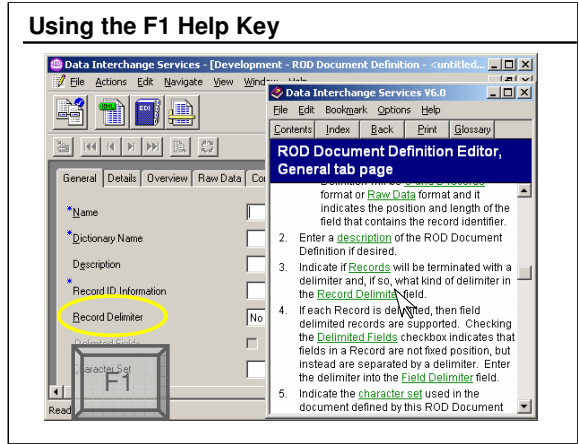 Using the F1 Help Key
Data Interchange Services - [Development - ROD Document Definition - <untitled...
File Actions Edit Navigate View
General Details Overview Raw Data
*Name
*Dictionary Name
Description
*Record ID Information
Record Delimiter
No
Character Set
F1
Data Interchange Services V6.0
File Edit Bookmark Options Help
Contents Index Back Print Glossary
ROD Document Definition Editor,
General tab page
format or Raw Data format and it
indicates the position and length of the
field that contains the record identifier.
2. Enter a description of the ROD Document
Definition if desired.
3. Indicate if Records will be terminated with a
delimiter and, if so, what kind of delimiter in
the Record Delimiter field.
4. If each Record is delimited, then field
delimited records are supported. Checking
the Delimited Fields checkbox indicates that
fields in a Record are not fixed position, but
instead are separated by a delimiter. Enter
the delimiter into the Field Delimiter field.
5. Indicate the character set used in the
document defined by this ROD Document